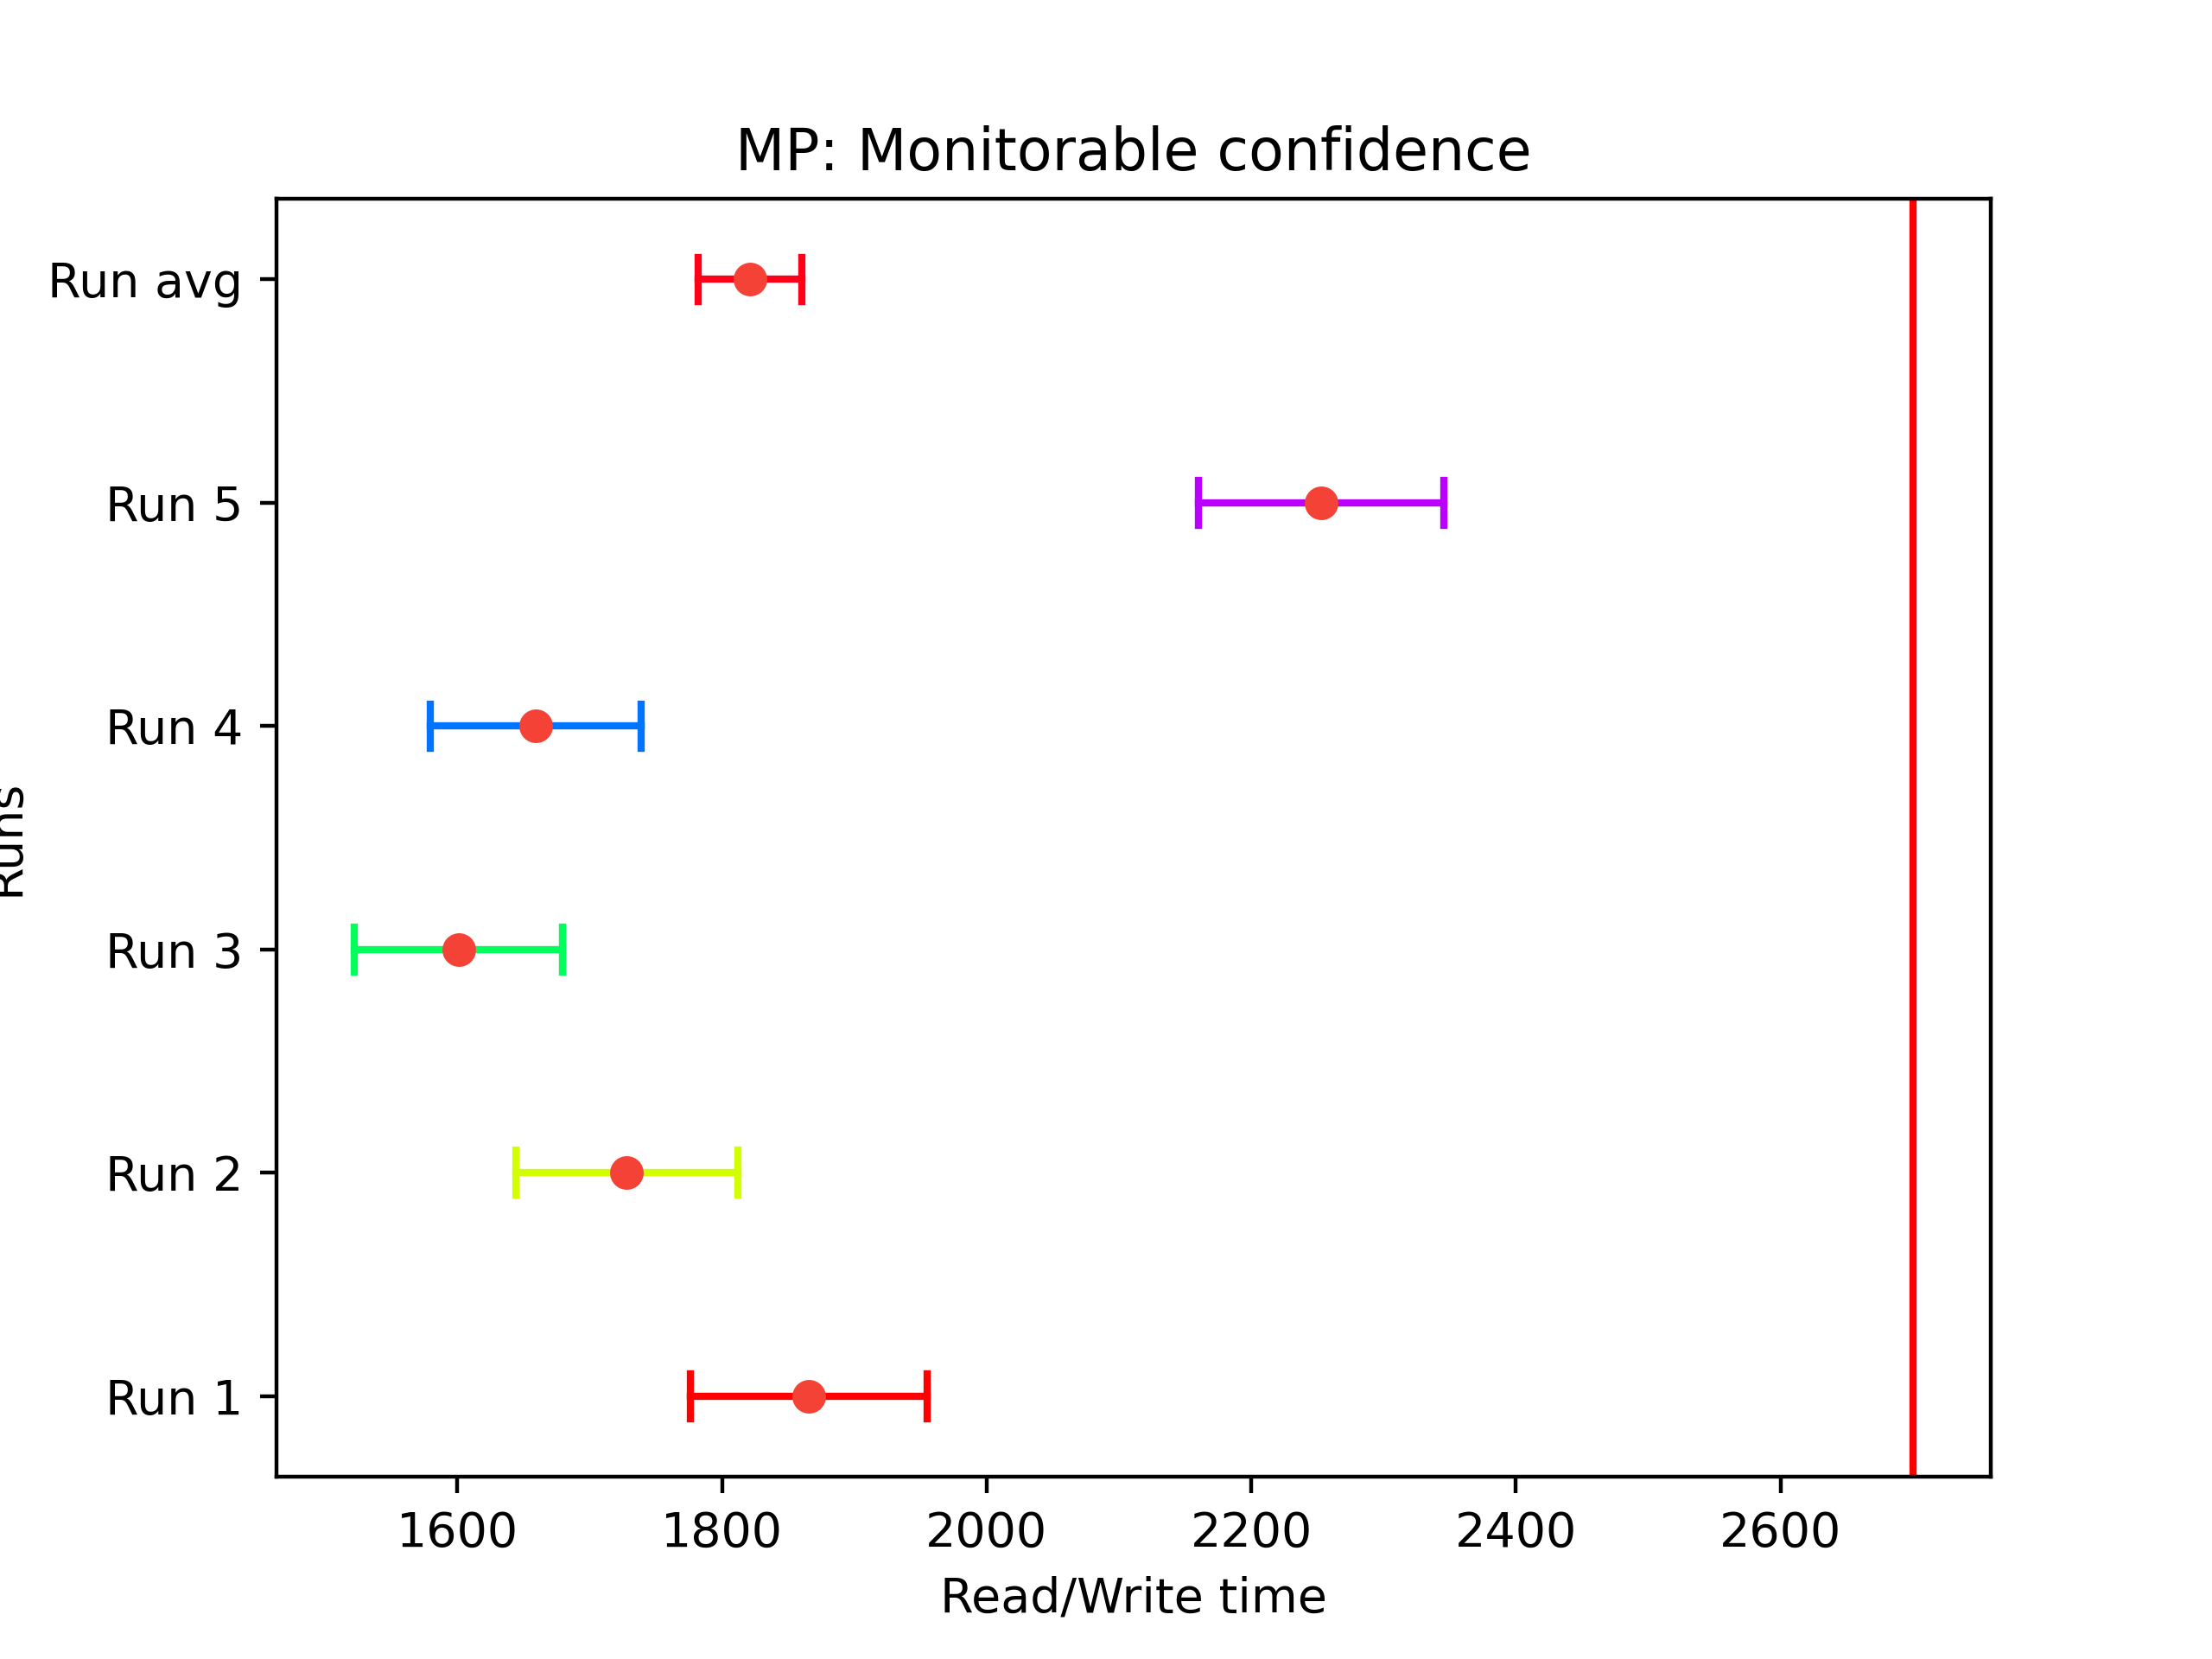 MP: Monitorable confidence
Run avg
Run 5
Run 4
Run 3
Run 2
Run 1
Runs
1600 1800 2000 2200 2400 2600
Read/Write time